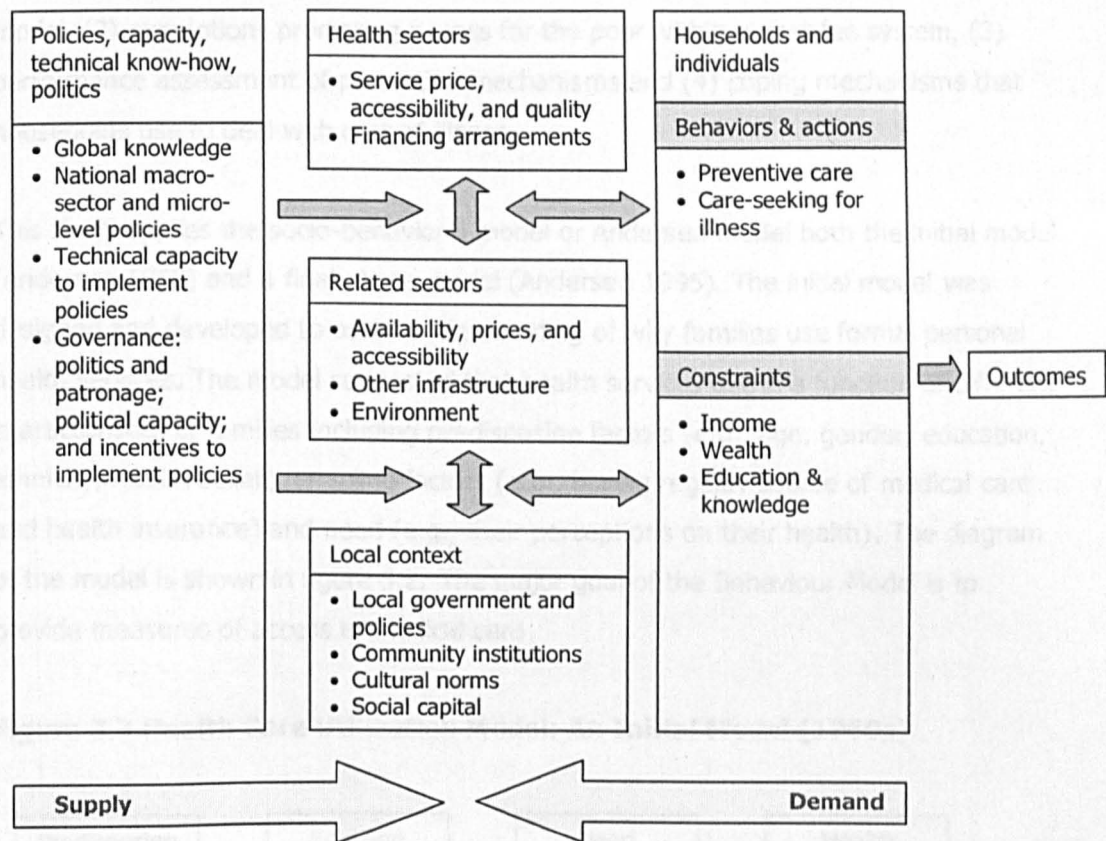 Policies, capacity,
technical know-how,
politics
• Global knowledge
• National macro-
sector and micro-
level policies
• Technical capacity
to implement
policies
• Governance:
politics and
patronage;
political capacity;
and incentives to
implement policies
Health sectors
• Service price,
accessibility, and quality
• Financing arrangements
Related sectors
• Availability, prices, and
accessibility
• Other infrastructure
• Environment
Local context
• Local government and
policies
• Community institutions
• Cultural norms
• Social capital
Households and
individuals
Behaviors & actions
• Preventive care
• Care-seeking for
illness
Constraints
• Income
• Wealth
• Education &
knowledge
Outcomes
Supply
Demand